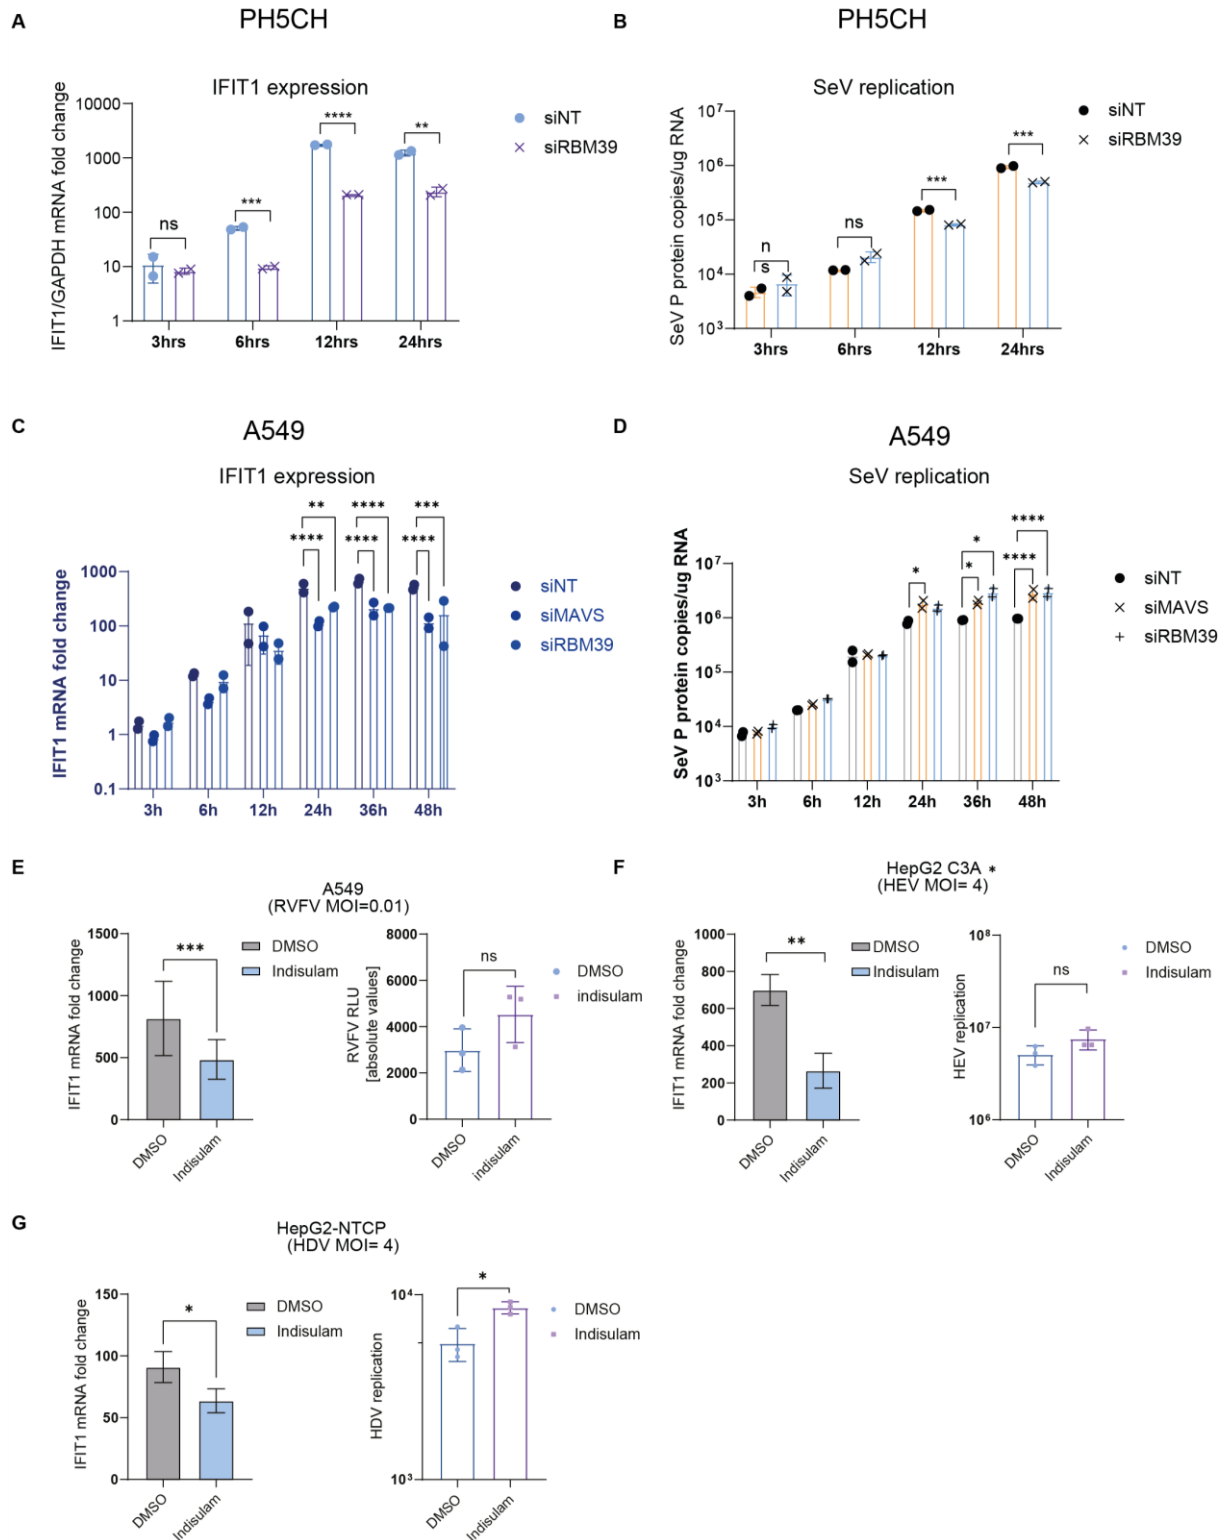 A
PH5CH
IFIT1 expression
IFIT1/GAPDH mRNA fold change
10000
1000
100
10
1
ns
***
****
**
3hrs
6hrs
12hrs
24hrs
siNT
siRBM39
B
PH5CH
SeV replication
SeV P protein copies/ug RNA
10⁷
10⁶
10⁵
10⁴
10³
n
s
ns
***
***
3hrs
6hrs
12hrs
24hrs
siNT
siRBM39
C
A549
IFIT1 expression
IFIT1 mRNA fold change
1000
100
10
1
0.1
**
****
****
****
***
****
3h
6h
12h
24h
36h
48h
siNT
siMAVS
siRBM39
D
A549
SeV replication
SeV P protein copies/ug RNA
10⁷
10⁶
10⁵
10⁴
10³
*
*
*
****
****
3h
6h
12h
24h
36h
48h
siNT
siMAVS
siRBM39
E
A549
(RVFV MOI=0.01)
IFIT1 mRNA fold change
1500
1000
500
0
***
DMSO
Indisulam
DMSO
Indisulam
RVFV RLU
[absolute values]
8000
6000
4000
2000
0
ns
DMSO
indisulam
DMSO
indisulam
F
HepG2 C3A *
(HEV MOI= 4)
IFIT1 mRNA fold change
1000
800
600
400
200
0
**
DMSO
Indisulam
DMSO
Indisulam
HEV replication
10⁸
10⁷
10⁶
ns
DMSO
Indisulam
DMSO
Indisulam
G
HepG2-NTCP
(HDV MOI= 4)
IFIT1 mRNA fold change
150
100
50
0
*
DMSO
Indisulam
DMSO
Indisulam
HDV replication
10⁴
10³
*
DMSO
Indisulam
DMSO
Indisulam